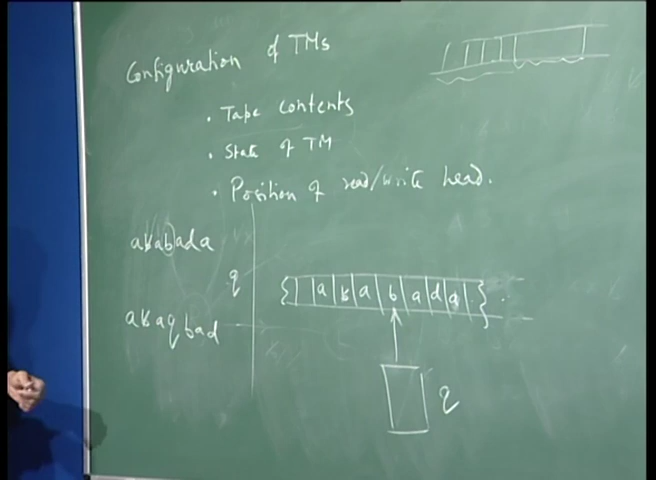 Configuration of TMs
. Tape contents
. State of TM
. Position of read/write head.
akabada
q
akaqbad
a k a b a d a
q